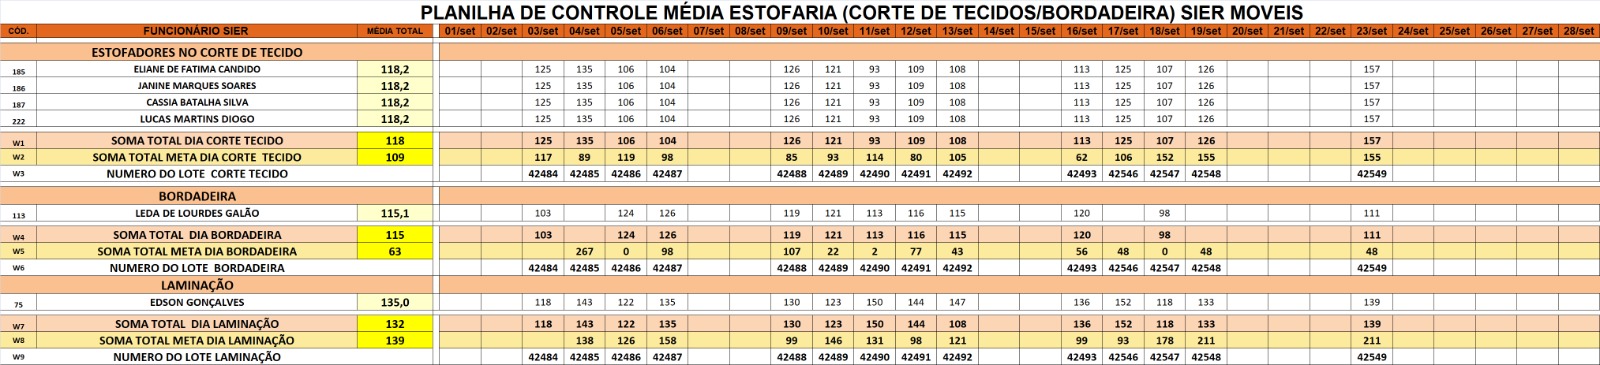 PLANILHA DE CONTROLE MÉDIA ESTOFARIA (CORTE DE TECIDOS/BORDADEIRA) SIER MOVEIS
CÓD. FUNCIONÁRIO SIER MÉDIA TOTAL 01/set 02/set 03/set 04/set 05/set 06/set 07/set 08/set 09/set 10/set 11/set 12/set 13/set 14/set 15/set 16/set 17/set 18/set 19/set 20/set 21/set 22/set 23/set 24/set 25/set 26/set 27/set 28/set
ESTOFADORES NO CORTE DE TECIDO
185 ELIANE DE FATIMA CANDIDO 118,2 125 135 106 104 126 121 93 109 108 113 125 107 126 157
186 JANINE MARQUES SOARES 118,2 125 135 106 104 126 121 93 109 108 113 125 107 126 157
187 CASSIA BATALHA SILVA 118,2 125 135 106 104 126 121 93 109 108 113 125 107 126 157
222 LUCAS MARTINS DIOGO 118,2 125 135 106 104 126 121 93 109 108 113 125 107 126 157
W1 SOMA TOTAL DIA CORTE TECIDO 118 125 135 106 104 126 121 93 109 108 113 125 107 126 157
W2 SOMA TOTAL META DIA CORTE TECIDO 109 117 89 119 98 85 93 114 80 105 62 106 152 155 155
W3 NUMERO DO LOTE CORTE TECIDO 42484 42485 42486 42487 42488 42489 42490 42491 42492 42493 42546 42547 42548 42549
BORDADEIRA
113 LEDA DE LOURDES GALÃO 115,1 103 124 126 119 121 113 116 115 120 98 111
W4 SOMA TOTAL DIA BORDADEIRA 115 103 124 126 119 121 113 116 115 120 98 111
W5 SOMA TOTAL META DIA BORDADEIRA 63 267 0 98 107 22 2 77 43 56 48 0 48 48
W6 NUMERO DO LOTE BORDADEIRA 42484 42485 42486 42487 42488 42489 42490 42491 42492 42493 42546 42547 42548 42549
LAMINAÇÃO
75 EDSON GONÇALVES 135,0 118 143 122 135 130 123 150 144 147 136 152 118 133 139
W7 SOMA TOTAL DIA LAMINAÇÃO 132 118 143 122 135 130 123 150 144 108 136 152 118 133 139
W8 SOMA TOTAL META DIA LAMINAÇÃO 139 138 126 158 99 146 131 98 121 99 93 178 211 211
W9 NUMERO DO LOTE LAMINAÇÃO 42484 42485 42486 42487 42488 42489 42490 42491 42492 42493 42546 42547 42548 42549